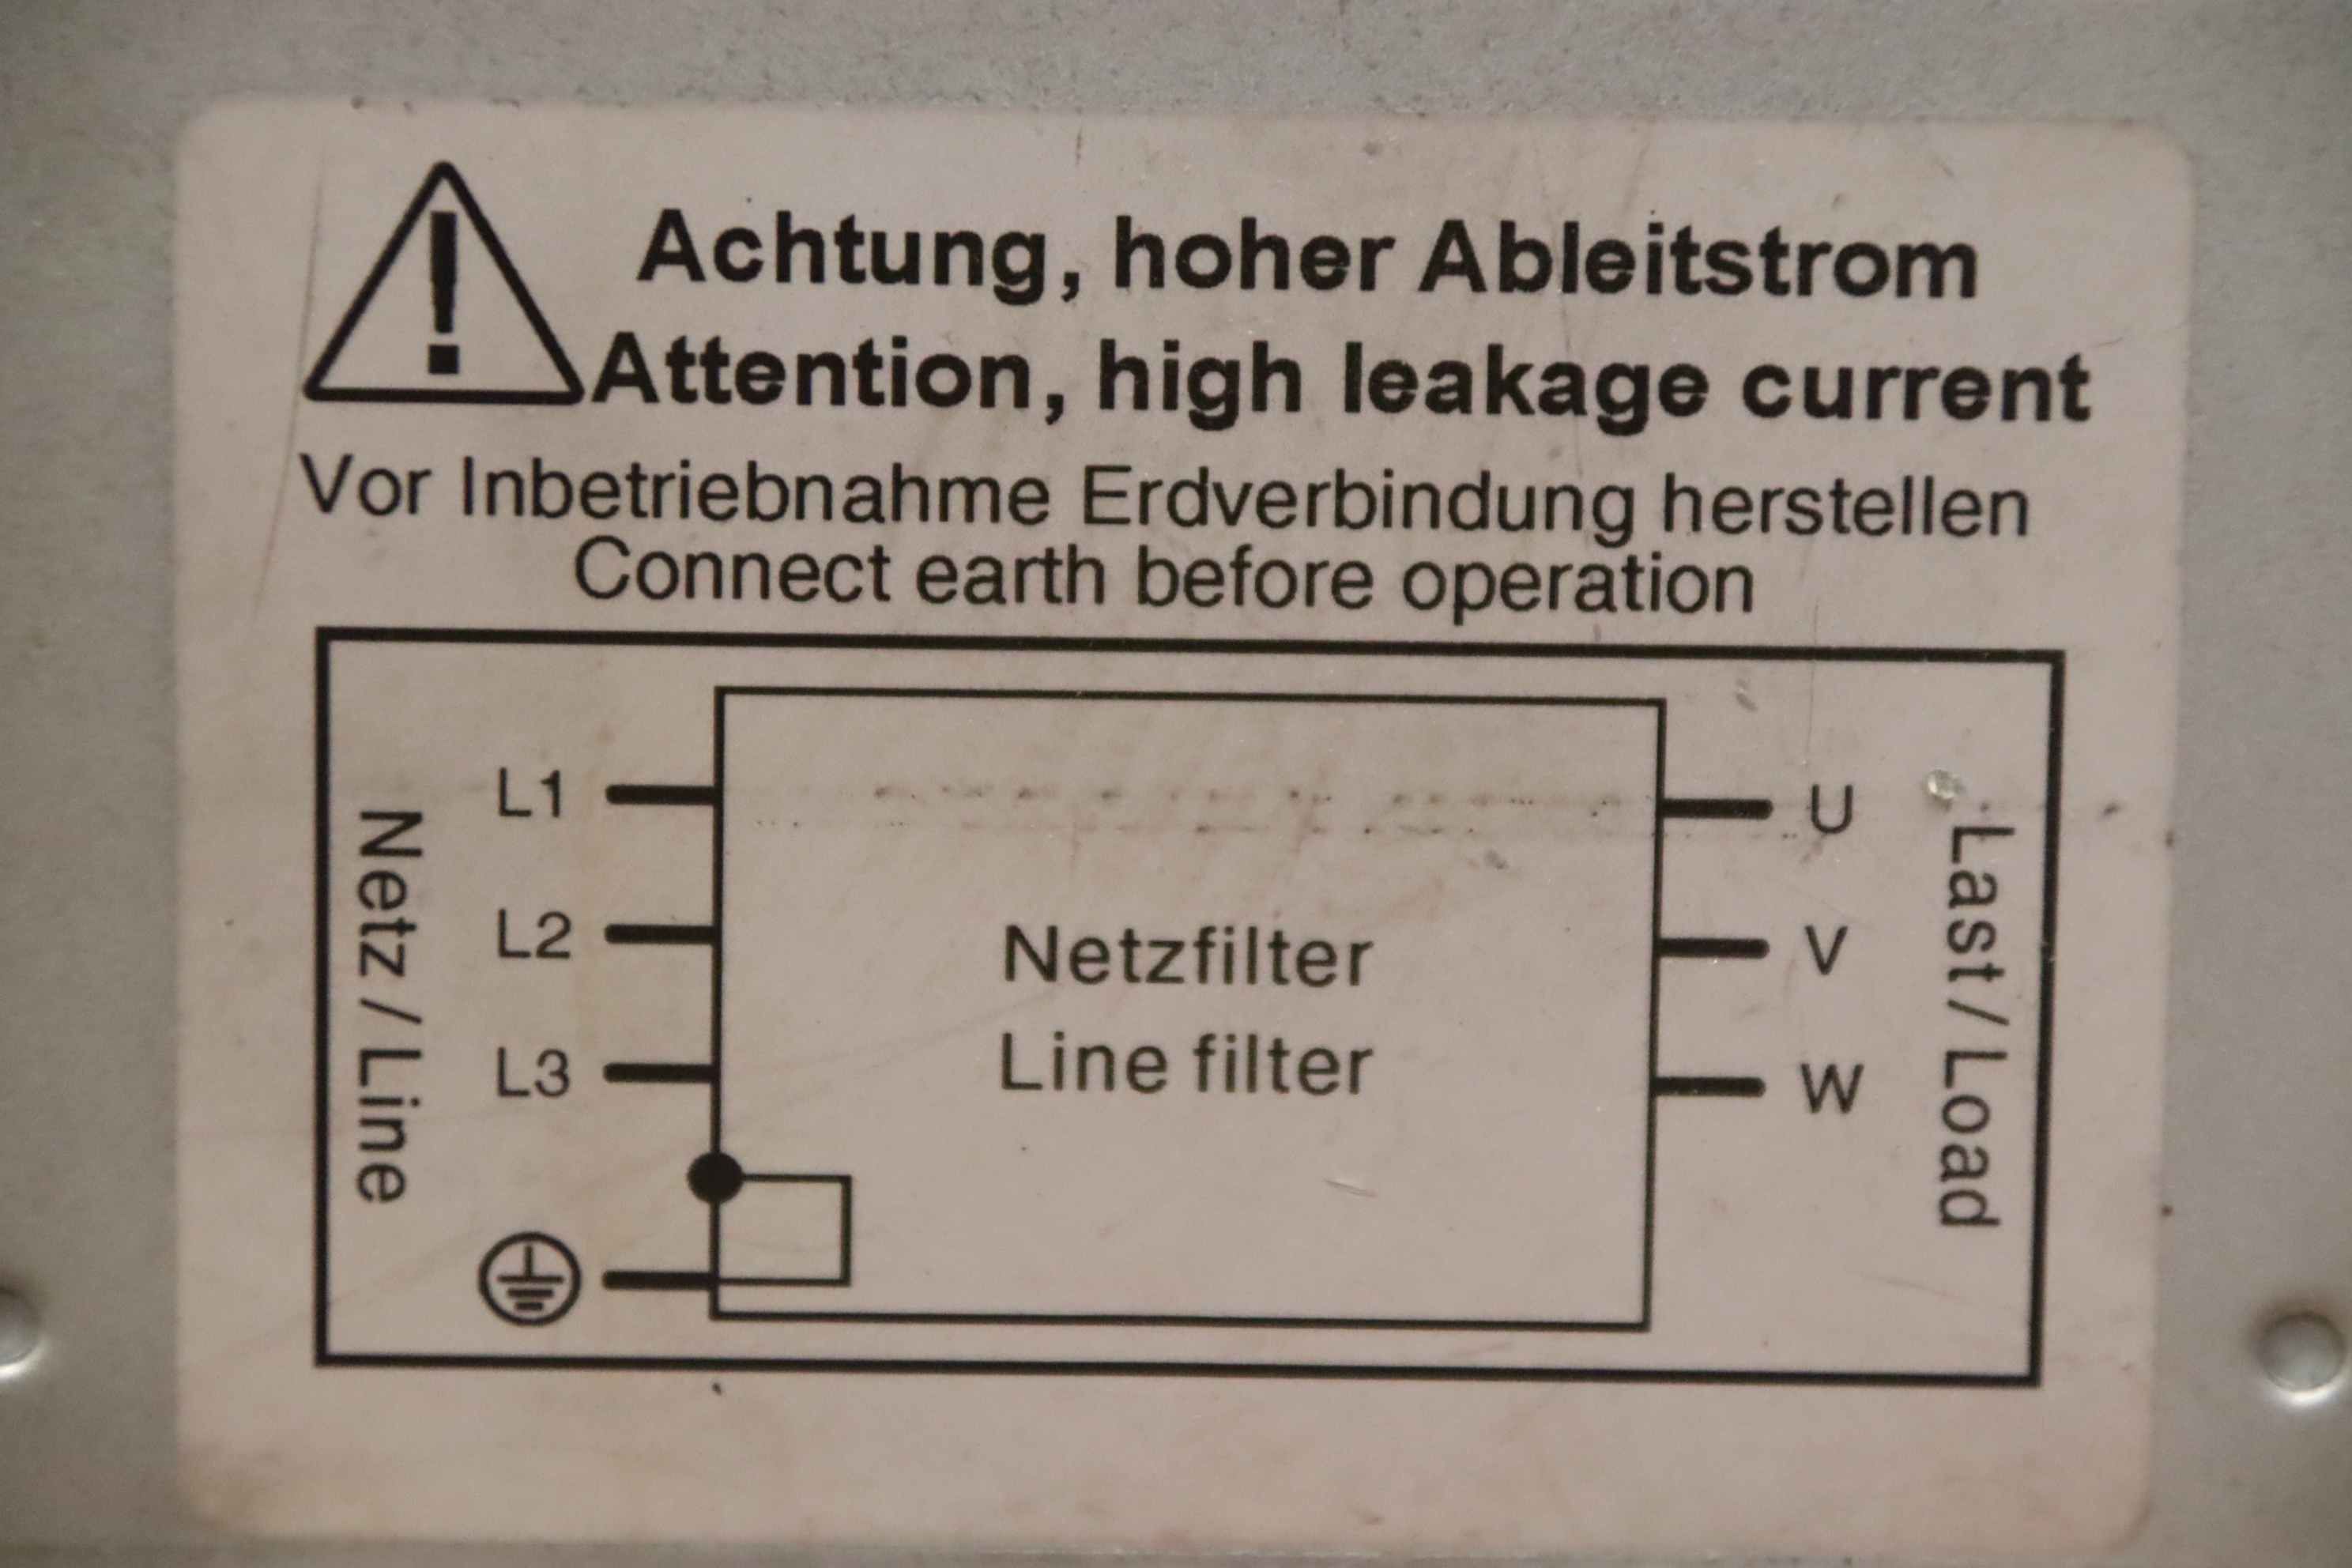 Achtung, hoher Ableitstrom
Attention, high leakage current
Vor Inbetriebnahme Erdverbindung herstellen
Connect earth before operation
Netz / Line
L1
L2
L3
Netzfilter
Line filter
U
V
W
Last / Load